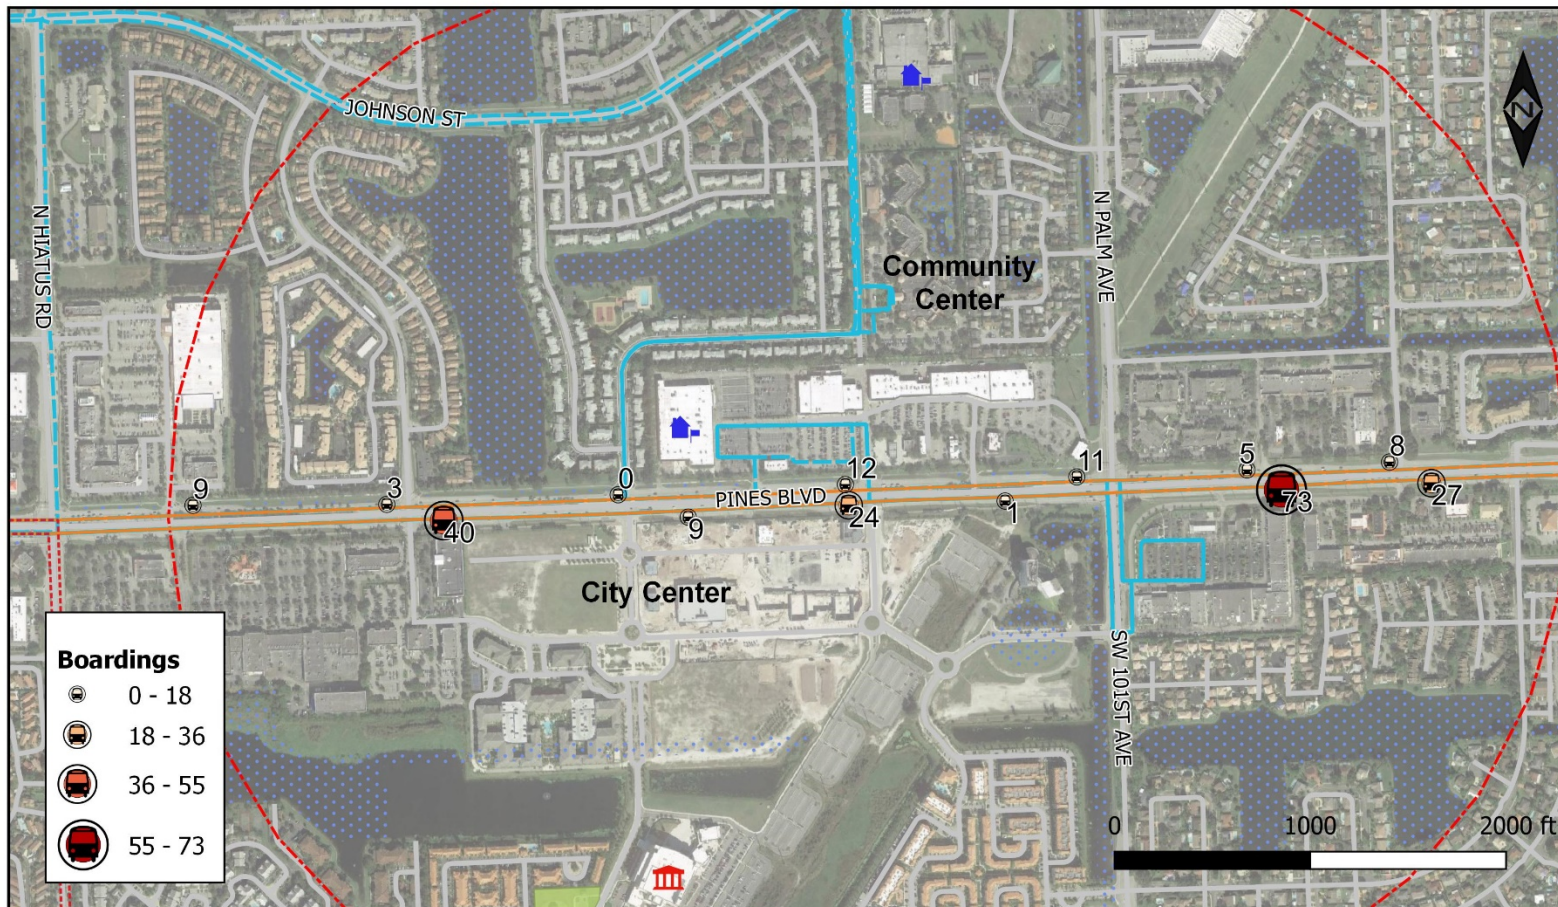 JOHNSON ST
N HIATUS RD
N PALM AVE
Community
Center
N
9
3
40
0
9
12
24
PINES BLVD
1
11
5
73
8
27
City Center
SW 101ST AVE
Boardings
0 - 18
18 - 36
36 - 55
55 - 73
0 1000 2000 ft